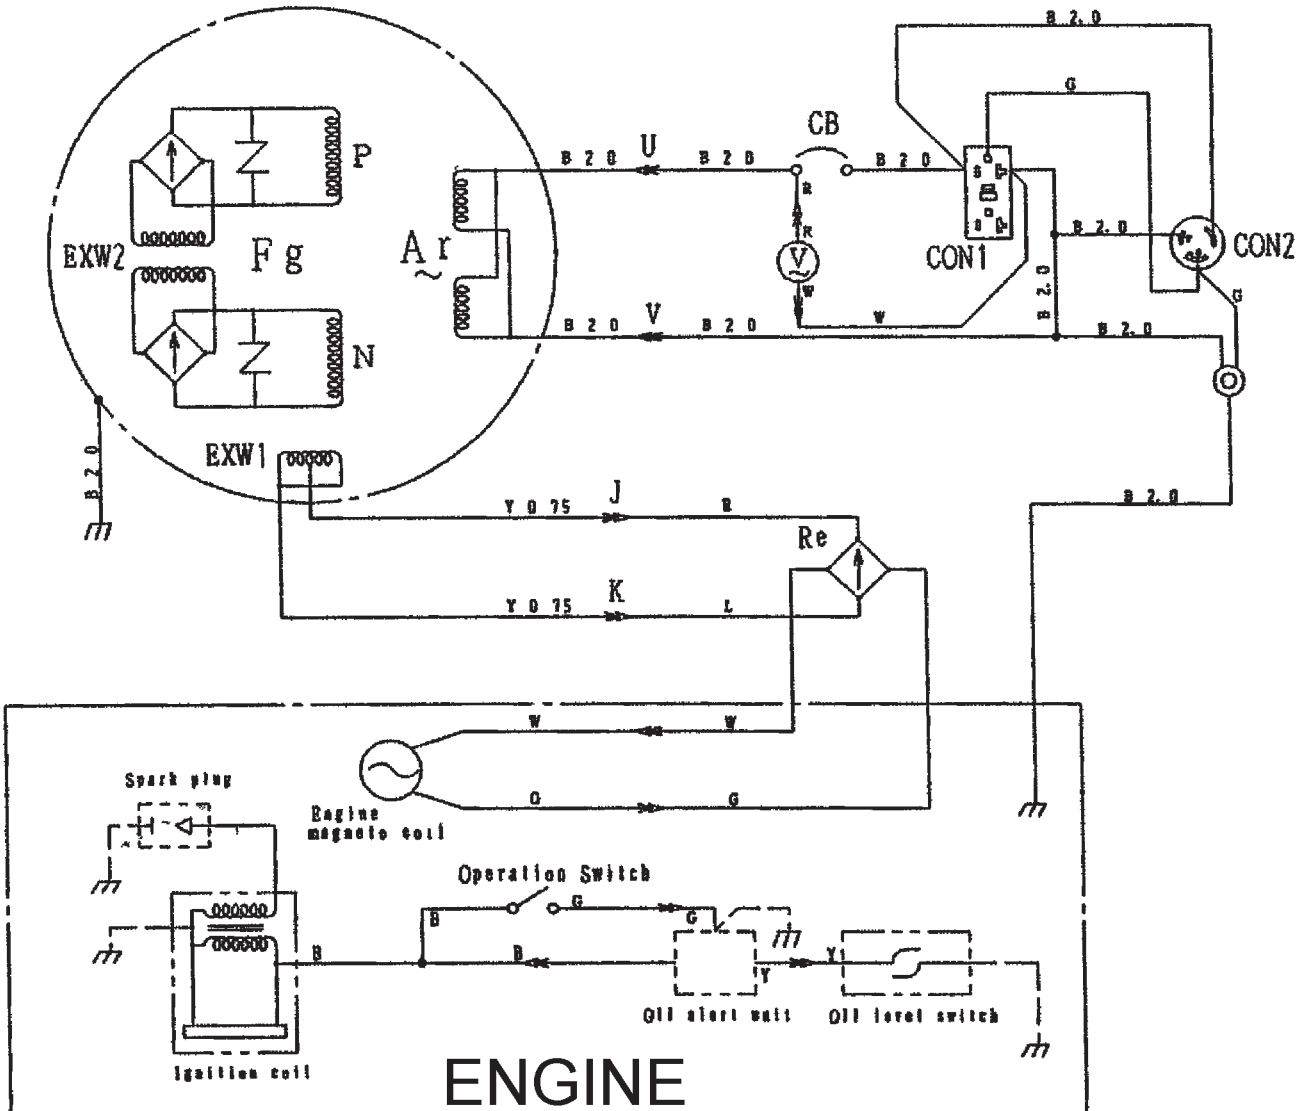 B 2.0
G
CB
U
B 2 0 B 2 0 B 2 0
P
R
R
EXW2
Fg
Ar
V
CON1
B 2.0
CON2
W
B 2.0
G
V
W
B 2 0 B 2 0
B 2.0
N
EXW1
B 2 0
J
Y 0 75 R
B 2.0
Re
K
Y 0 75 L
W W
Spark plug
Engine
magneto coil
G G
Operation Switch
B G G
B B Y Y
Oil alert unit Oil level switch
Ignition coil
ENGINE